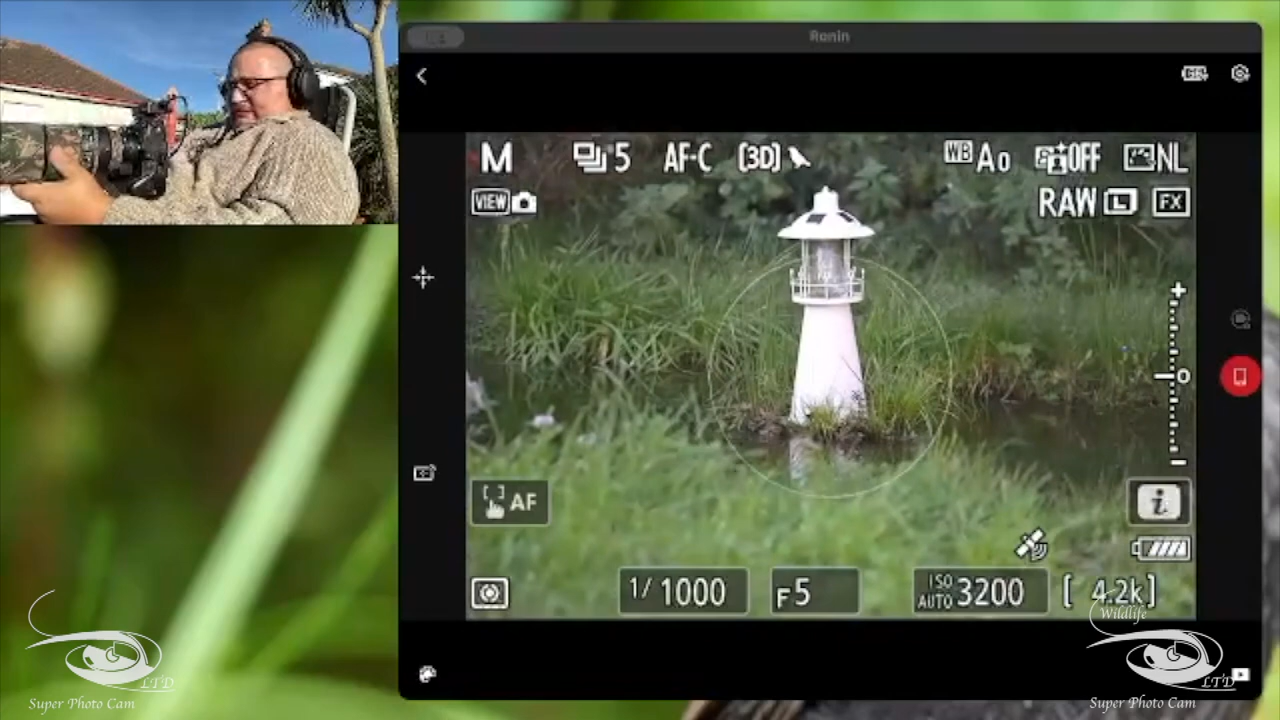 Ronin
M
5
AF-C
[3D]
WB A0
OFF
NL
VIEW
RAW L FX
+
0
-
AF
i
1/1000
F5
ISO AUTO 3200
[ 4.2k]
LTD
Super Photo Cam
Wildlife
LTD
Super Photo Cam